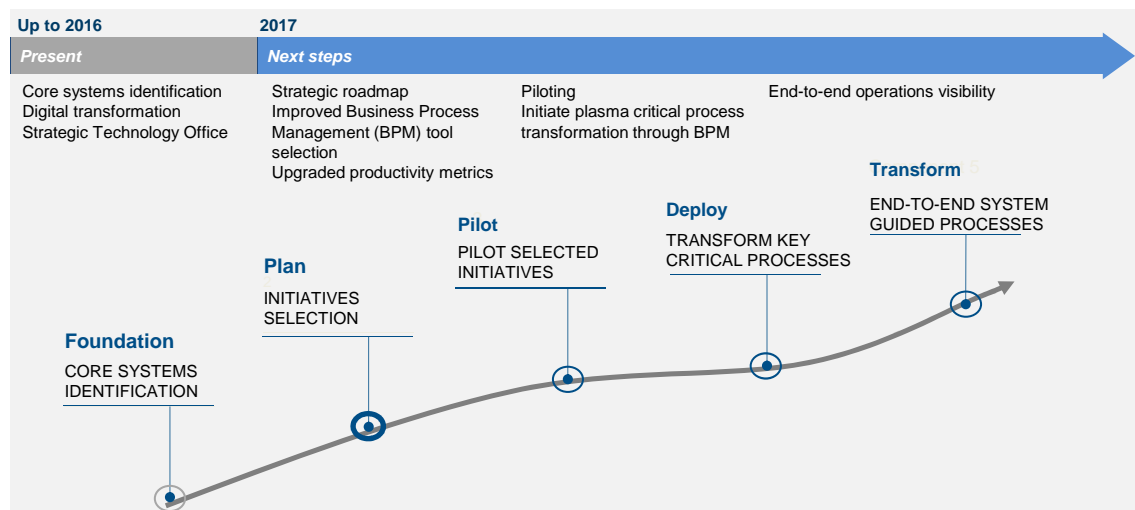 Up to 2016
2017
Present
Next steps
Core systems identification
Digital transformation
Strategic Technology Office
Strategic roadmap
Improved Business Process
Management (BPM) tool
selection
Upgraded productivity metrics
Piloting
Initiate plasma critical process
transformation through BPM
End-to-end operations visibility
Transform 5
END-TO-END SYSTEM
GUIDED PROCESSES
Deploy
TRANSFORM KEY
CRITICAL PROCESSES
Pilot
PILOT SELECTED
INITIATIVES
Plan
INITIATIVES
SELECTION
Foundation
CORE SYSTEMS
IDENTIFICATION